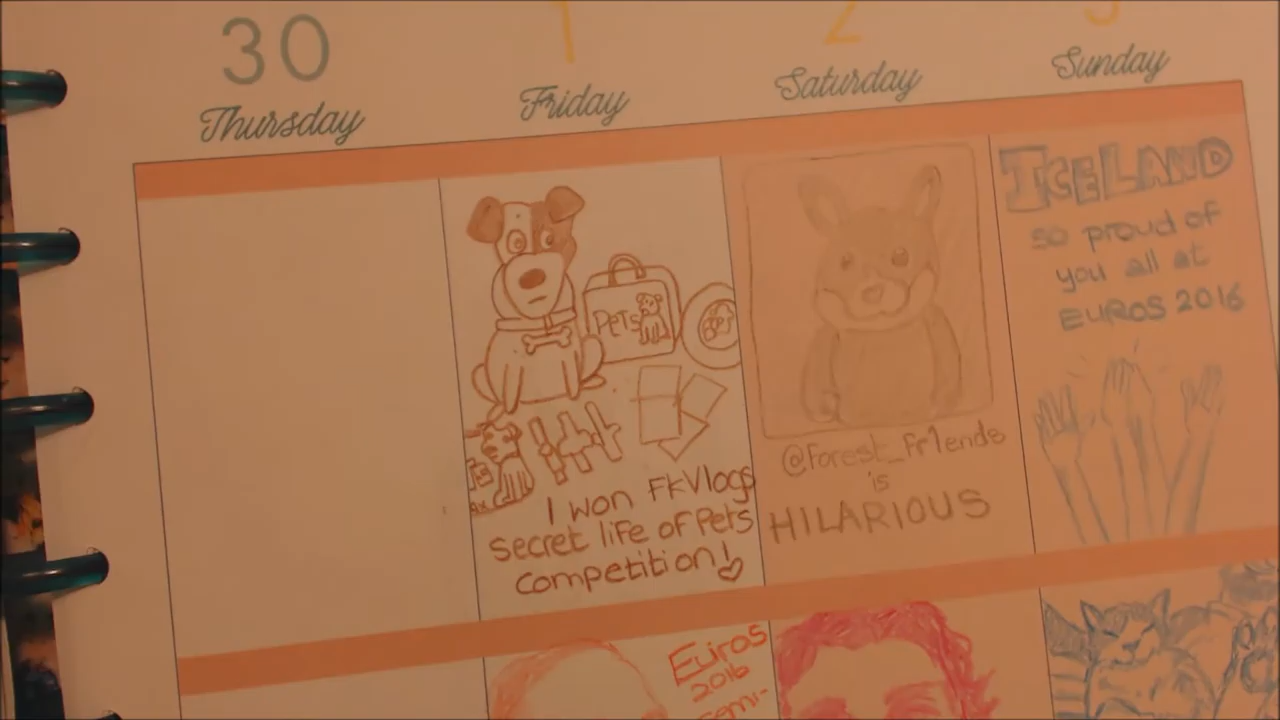 30 1 2 3
Thursday Friday Saturday Sunday
PETS
I won FkVlogs
secret life of Pets
competition!
@forest_fr1ends
is
HILARIOUS
ICELAND
so proud of
you all at
EUROS 2016
Euros
2016
semi-